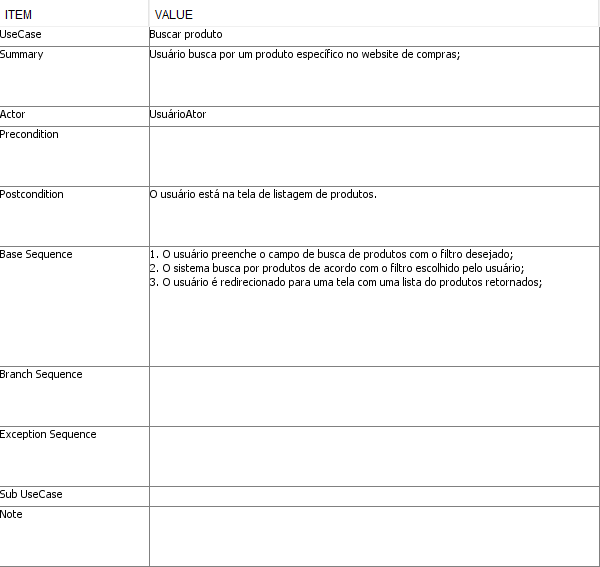 ITEM VALUE
UseCase Buscar produto
Summary Usuário busca por um produto específico no website de compras;
Actor UsuárioAtor
Precondition
Postcondition O usuário está na tela de listagem de produtos.
Base Sequence 1. O usuário preenche o campo de busca de produtos com o filtro desejado;
2. O sistema busca por produtos de acordo com o filtro escolhido pelo usuário;
3. O usuário é redirecionado para uma tela com uma lista do produtos retornados;
Branch Sequence
Exception Sequence
Sub UseCase
Note